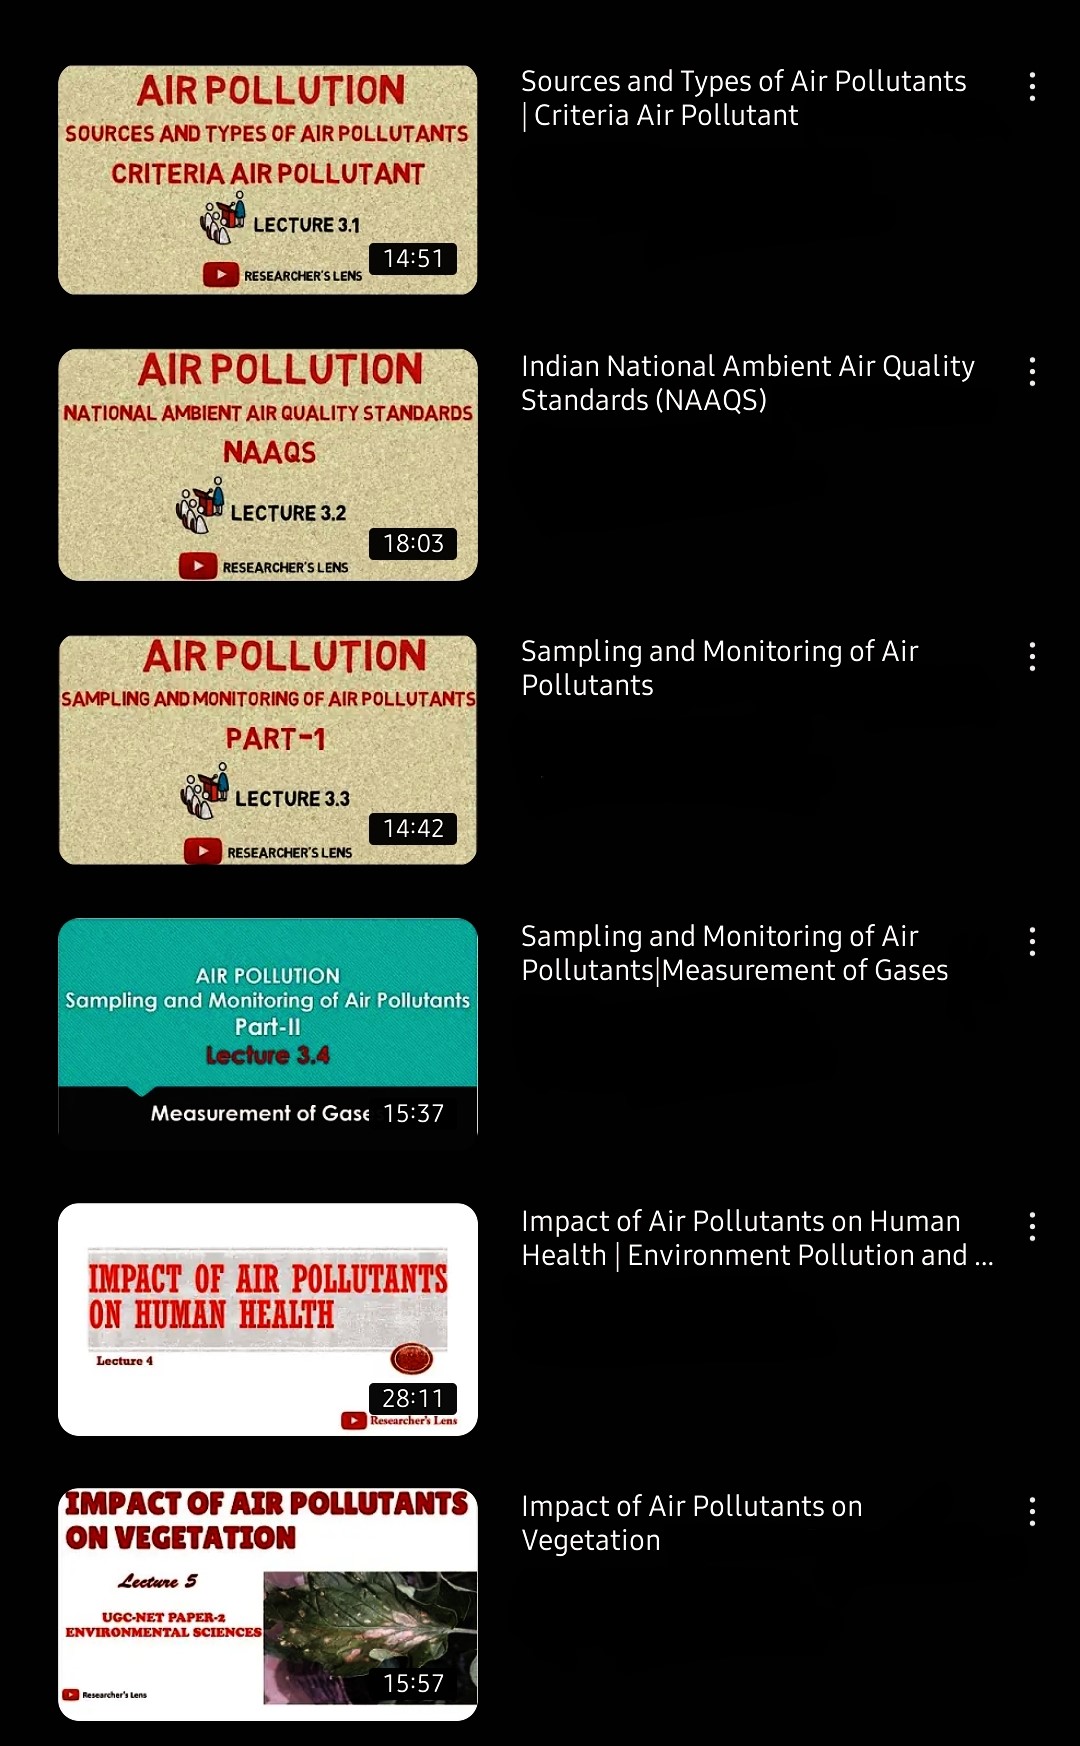 AIR POLLUTION
SOURCES AND TYPES OF AIR POLLUTANTS
CRITERIA AIR POLLUTANT
LECTURE 3.1
14:51
RESEARCHER'S LENS
Sources and Types of Air Pollutants
| Criteria Air Pollutant
AIR POLLUTION
NATIONAL AMBIENT AIR QUALITY STANDARDS
NAAQS
LECTURE 3.2
18:03
RESEARCHER'S LENS
Indian National Ambient Air Quality
Standards (NAAQS)
AIR POLLUTION
SAMPLING AND MONITORING OF AIR POLLUTANTS
PART-1
LECTURE 3.3
14:42
RESEARCHER'S LENS
Sampling and Monitoring of Air
Pollutants
AIR POLLUTION
Sampling and Monitoring of Air Pollutants
Part-II
Lecture 3.4
Measurement of Gase
15:37
Sampling and Monitoring of Air
Pollutants|Measurement of Gases
IMPACT OF AIR POLLUTANTS
ON HUMAN HEALTH
Lecture 4
28:11
Researcher's Lens
Impact of Air Pollutants on Human
Health | Environment Pollution and ...
IMPACT OF AIR POLLUTANTS
ON VEGETATION
Lecture 5
UGC-NET PAPER-2
ENVIRONMENTAL SCIENCES
15:57
Researcher's Lens
Impact of Air Pollutants on
Vegetation